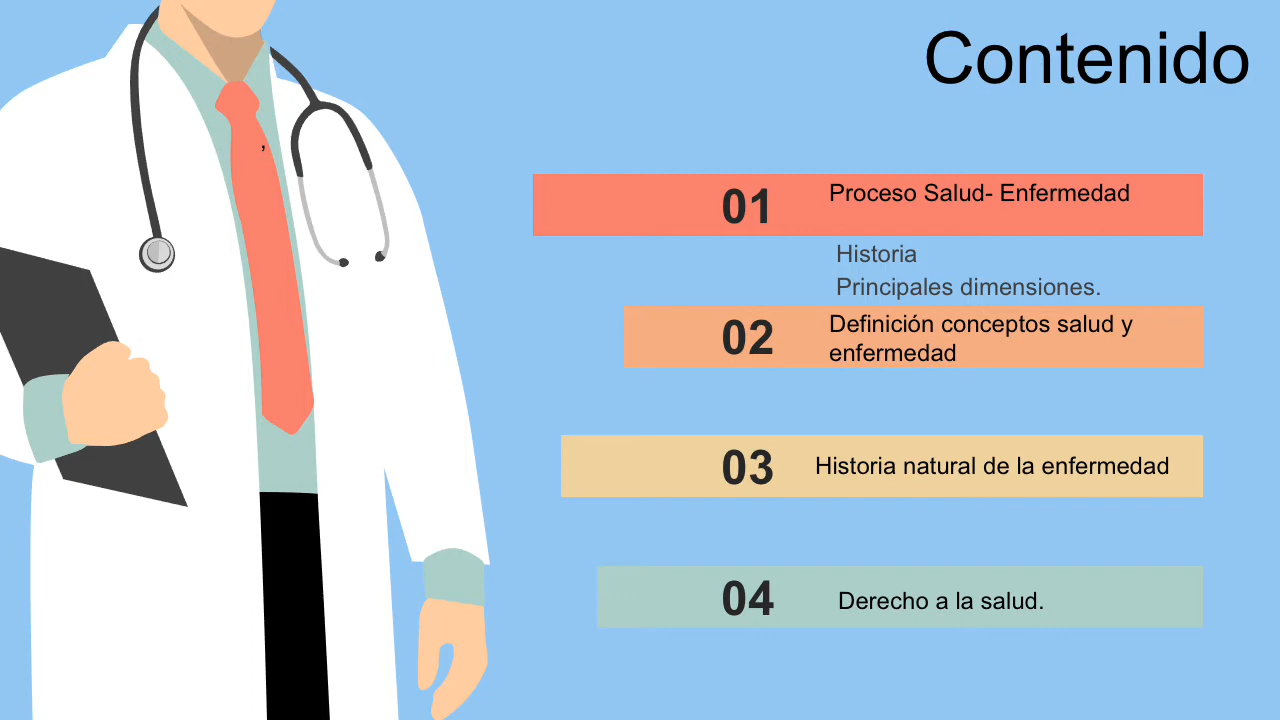 Contenido
,
01 Proceso Salud- Enfermedad
Historia
Principales dimensiones.
02 Definición conceptos salud y
enfermedad
03 Historia natural de la enfermedad
04 Derecho a la salud.